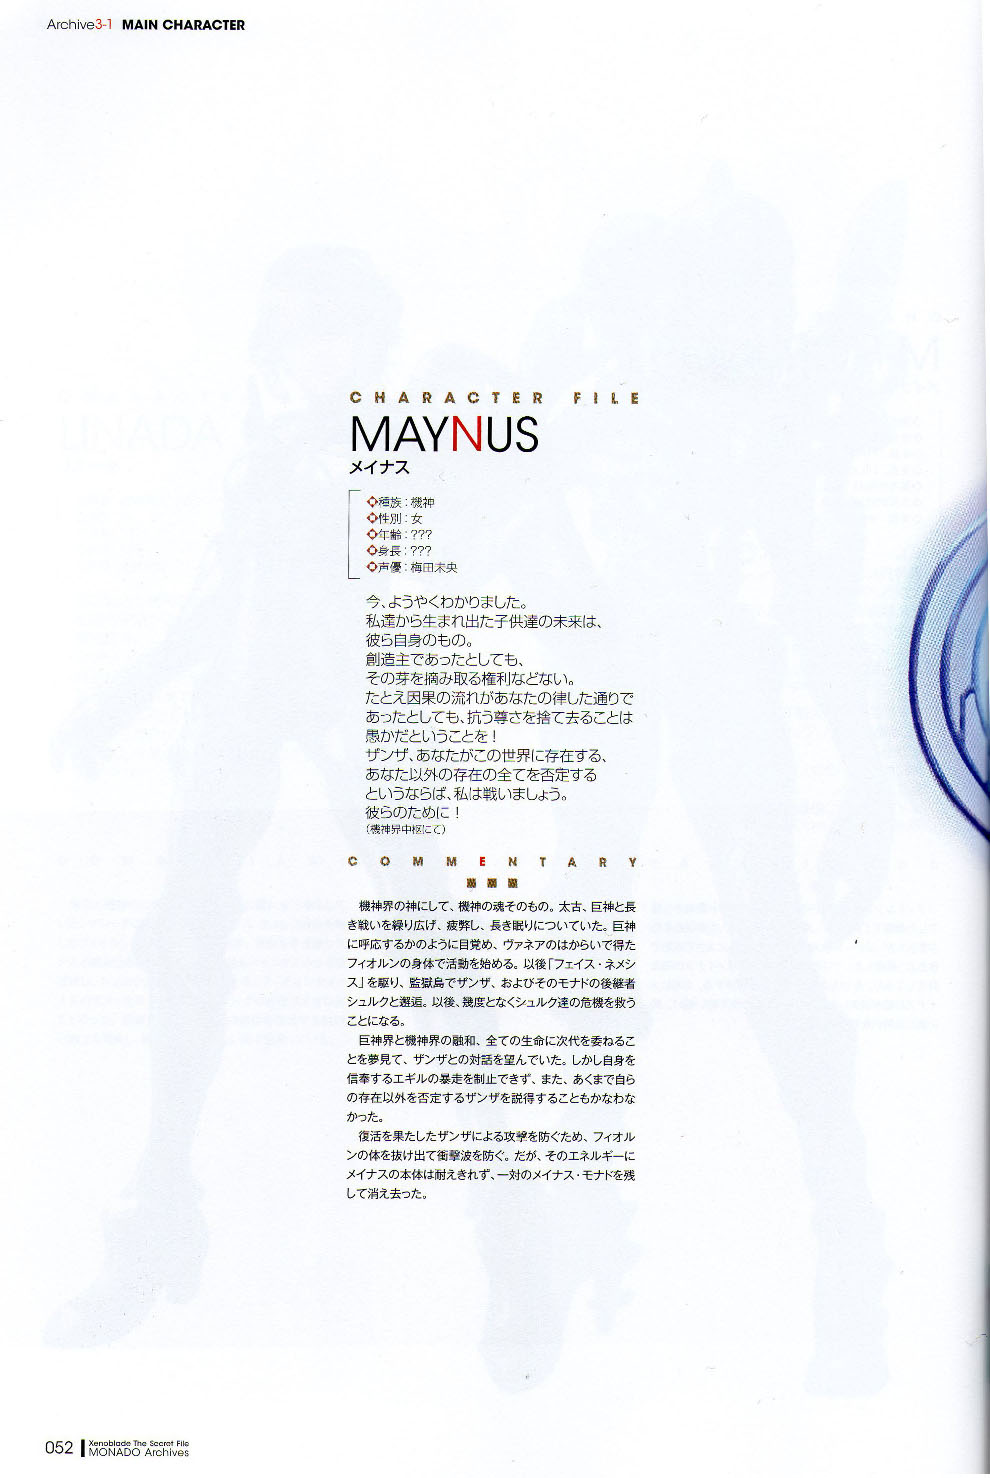 Archive3-1 MAIN CHARACTER
CHARACTER FILE
MAYNUS
メイナス
◇種族：機神
◇性別：女
◇年齢：???
◇身長：???
◇声優：梅田未央
今、ようやくわかりました。
私達から生まれ出た子供達の未来は、
彼ら自身のもの。
創造主であったとしても、
その芽を摘み取る権利などない。
たとえ因果の流れがあなたの律した通りで
あったとしても、抗う尊さを捨て去ることは
愚かだということを！
ザンザ、あなたがこの世界に存在する、
あなた以外の存在の全てを否定する
というならば、私は戦いましょう。
彼らのために！
（機神界中枢にて）
COMMENTARY
機神界の神にして、機神の魂そのもの。太古、巨神と長
き戦いを繰り広げ、疲弊し、長き眠りについていた。巨神
に呼応するかのように目覚め、ヴァネアのはからいで得た
フィオルンの身体で活動を始める。以後「フェイス・ネメシ
ス」を駆り、監獄島でザンザ、およびそのモナドの後継者
シュルクと邂逅。以後、幾度となくシュルク達の危機を救う
ことになる。
巨神界と機神界の融和、全ての生命に次代を委ねるこ
とを夢見て、ザンザとの対話を望んでいた。しかし自身を
信奉するエギルの暴走を制止できず、また、あくまで自ら
の存在以外を否定するザンザを説得することもかなわな
かった。
復活を果たしたザンザによる攻撃を防ぐため、フィオル
ンの体を抜け出て衝撃波を防ぐ。だが、そのエネルギーに
メイナスの本体は耐えきれず、一対のメイナス・モナドを残
して消え去った。
052
Xenoblade The Secret File
MONADO Archives